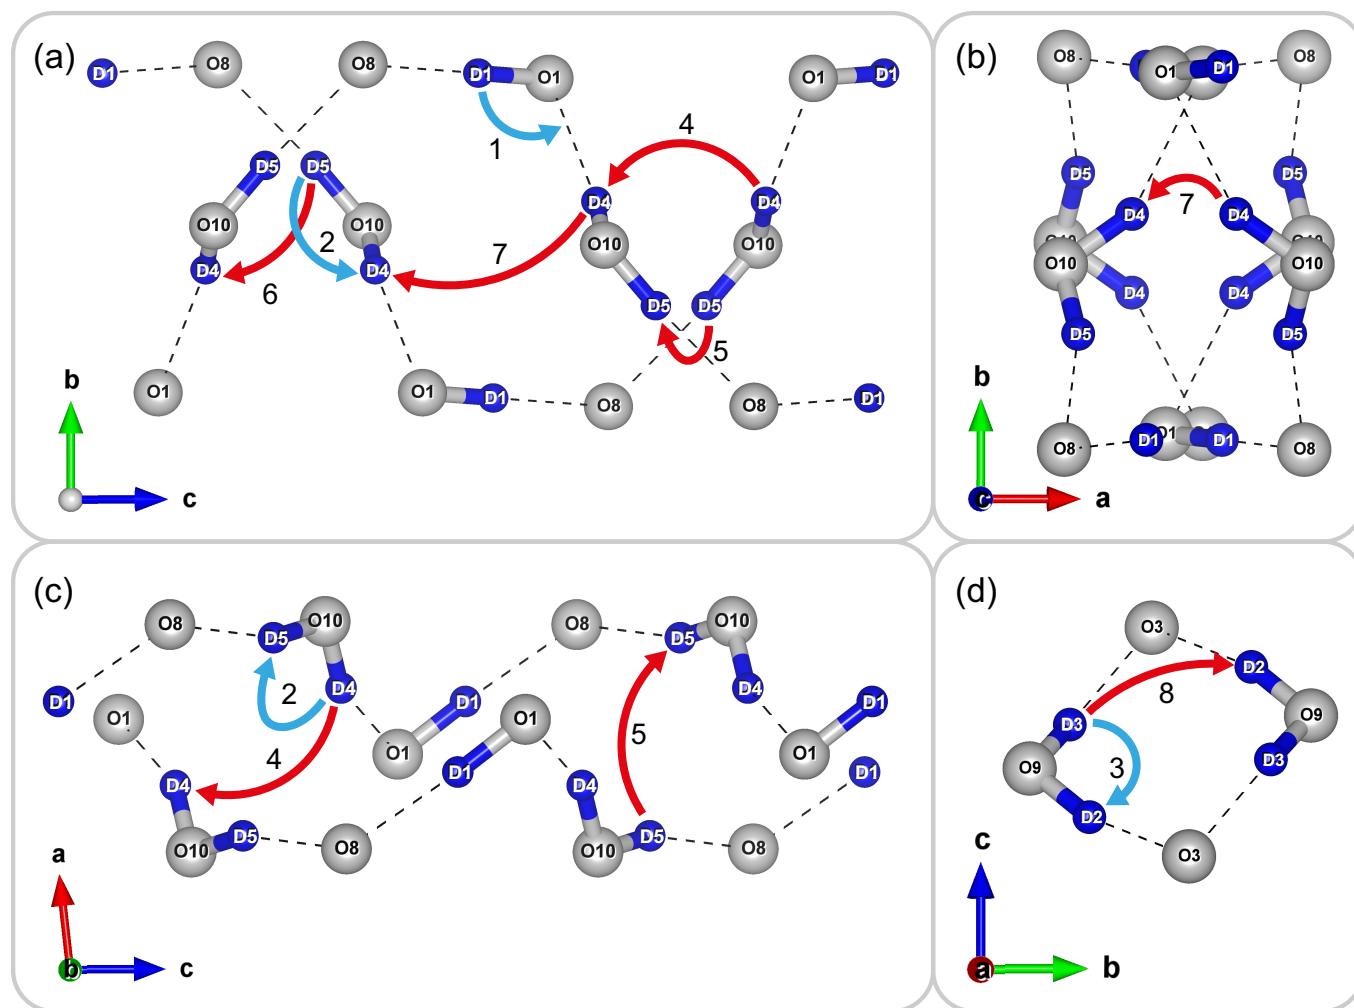 (a)
D1 O8 O8 D1 O1 O1 D1
1 4
D5 D5
D4 D4
O10 O10 2 7 O10 O10
D4 D4
6
D5 D5
5
O1 O1 D1 O8 O8 D1
b
c
(b)
O8 O1 D1 O8
D5 D5
D4 7 D4
O10 O10
D4 D4
D5 D5
O8 D1 O1 D1 O8
b
c a
(c)
O8 D5 O10 O8 D5 O10
D1 2 D4 D4 D1
O1 O1 O1 O1
4 5
D4 D1 D4 D1
O10 D5 O8 O10 D5 O8
a
b c
(d)
O3
D2
8
D3 O9
O9 3 D3
D2
O3
c
a b